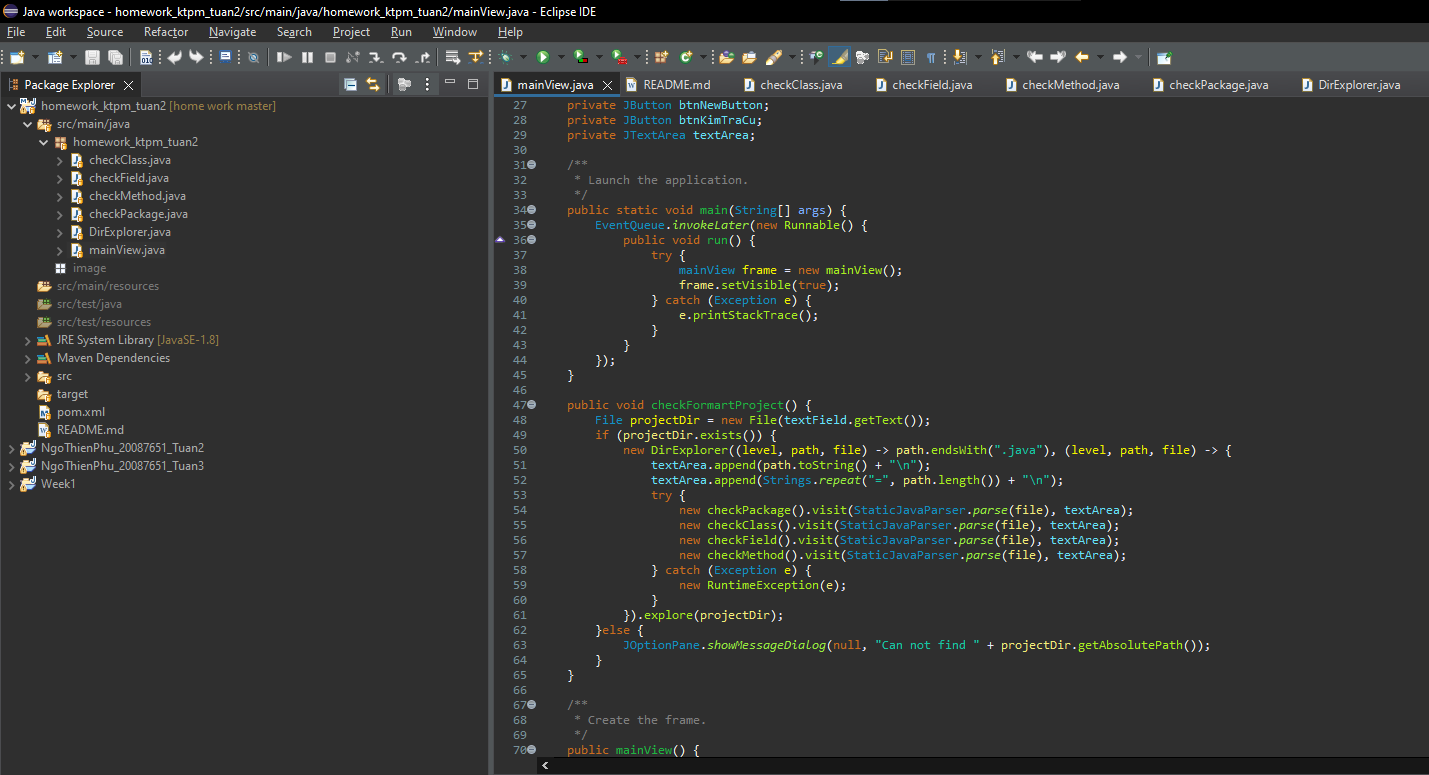 Java workspace - homework_ktpm_tuan2/src/main/java/homework_ktpm_tuan2/mainView.java - Eclipse IDE
File Edit Source Refactor Navigate Search Project Run Window Help
Package Explorer
homework_ktpm_tuan2 [home work master]
src/main/java
homework_ktpm_tuan2
checkClass.java
checkField.java
checkMethod.java
checkPackage.java
DirExplorer.java
mainView.java
image
src/main/resources
src/test/java
src/test/resources
JRE System Library [JavaSE-1.8]
Maven Dependencies
src
target
pom.xml
README.md
NgoThienPhu_20087651_Tuan2
NgoThienPhu_20087651_Tuan3
Week1
mainView.java README.md checkClass.java checkField.java checkMethod.java checkPackage.java DirExplorer.java
27 private JButton btnNewButton;
28 private JButton btnKimTraCu;
29 private JTextArea textArea;
30
31 /**
32 * Launch the application.
33 */
34 public static void main(String[] args) {
35 EventQueue.invokeLater(new Runnable() {
36 public void run() {
37 try {
38 mainView frame = new mainView();
39 frame.setVisible(true);
40 } catch (Exception e) {
41 e.printStackTrace();
42 }
43 }
44 });
45 }
46
47 public void checkFormartProject() {
48 File projectDir = new File(textField.getText());
49 if (projectDir.exists()) {
50 new DirExplorer((level, path, file) -> path.endsWith(".java"), (level, path, file) -> {
51 textArea.append(path.toString() + "\n");
52 textArea.append(Strings.repeat("=", path.length()) + "\n");
53 try {
54 new checkPackage().visit(StaticJavaParser.parse(file), textArea);
55 new checkClass().visit(StaticJavaParser.parse(file), textArea);
56 new checkField().visit(StaticJavaParser.parse(file), textArea);
57 new checkMethod().visit(StaticJavaParser.parse(file), textArea);
58 } catch (Exception e) {
59 new RuntimeException(e);
60 }
61 }).explore(projectDir);
62 }else {
63 JOptionPane.showMessageDialog(null, "Can not find " + projectDir.getAbsolutePath());
64 }
65 }
66
67 /**
68 * Create the frame.
69 */
70 public mainView() {